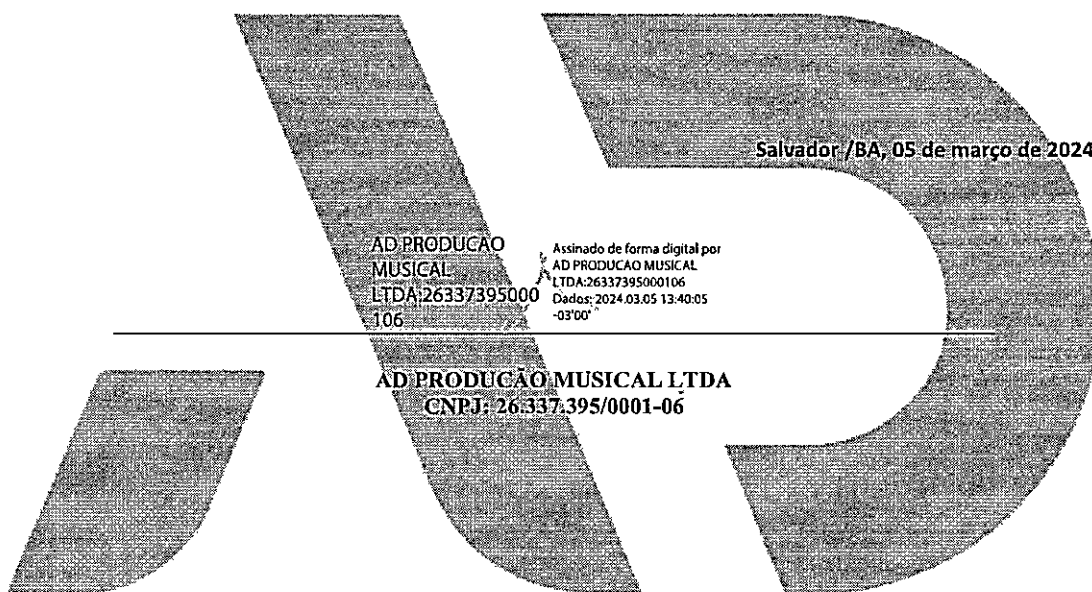 Salvador /BA, 05 de março de 2024
AD PRODUCAO
MUSICAL
LTDA:26337395000
106
Assinado de forma digital por
AD PRODUCAO MUSICAL
LTDA:26337395000106
Dados: 2024.03.05 13:40:05
-03'00'
AD PRODUCÃO MUSICAL LTDA
CNPJ: 26.337.395/0001-06